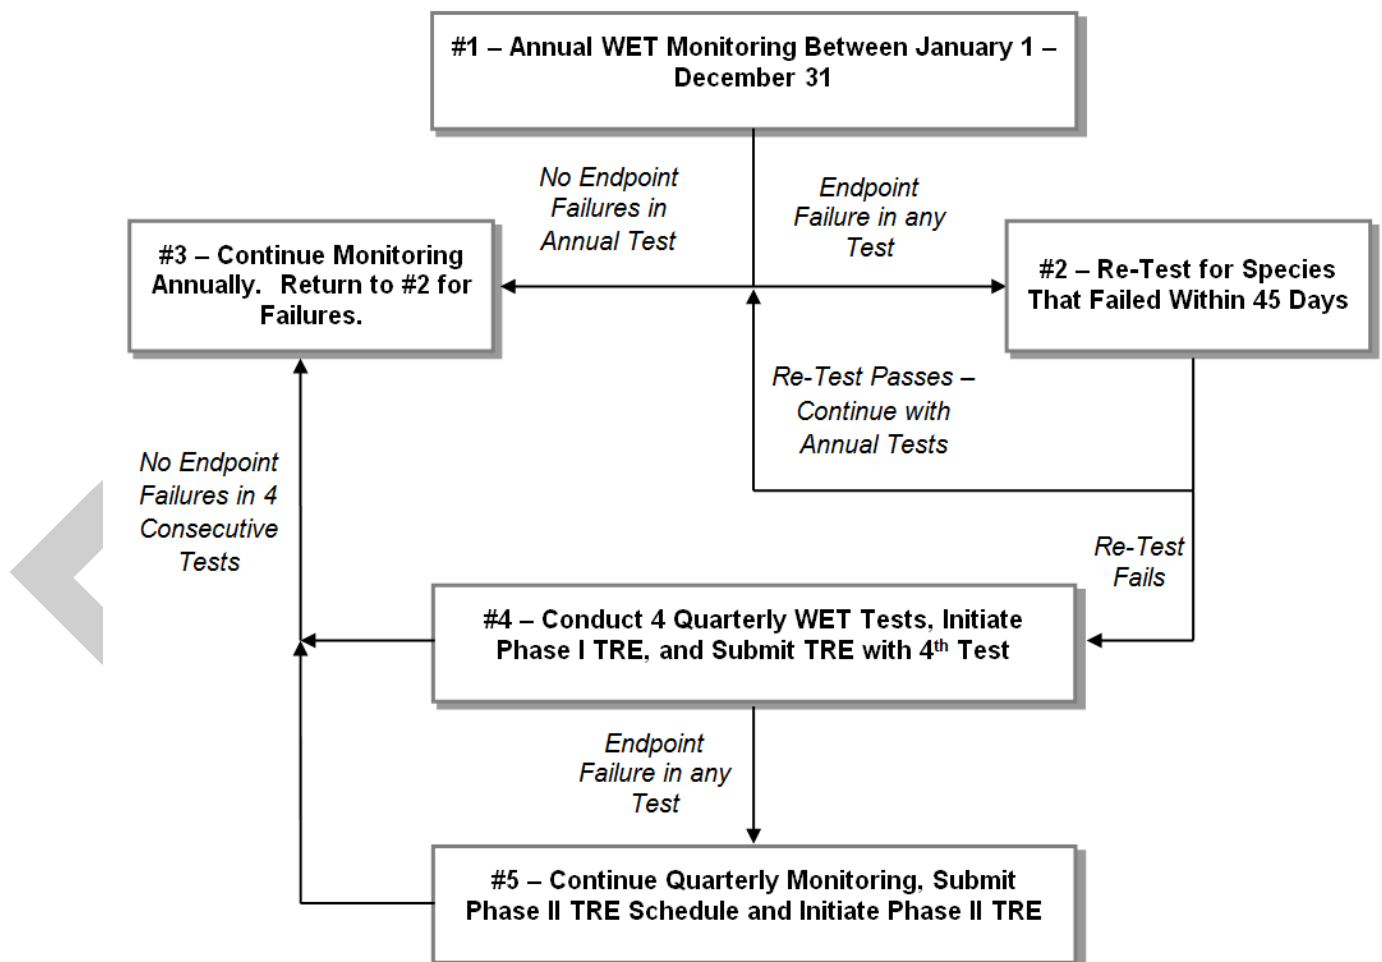 #1 – Annual WET Monitoring Between January 1 –
December 31
No Endpoint
Failures in
Annual Test
Endpoint
Failure in any
Test
#3 – Continue Monitoring
Annually. Return to #2 for
Failures.
#2 – Re-Test for Species
That Failed Within 45 Days
Re-Test Passes –
Continue with
Annual Tests
No Endpoint
Failures in 4
Consecutive
Tests
Re-Test
Fails
#4 – Conduct 4 Quarterly WET Tests, Initiate
Phase I TRE, and Submit TRE with 4th Test
Endpoint
Failure in any
Test
#5 – Continue Quarterly Monitoring, Submit
Phase II TRE Schedule and Initiate Phase II TRE